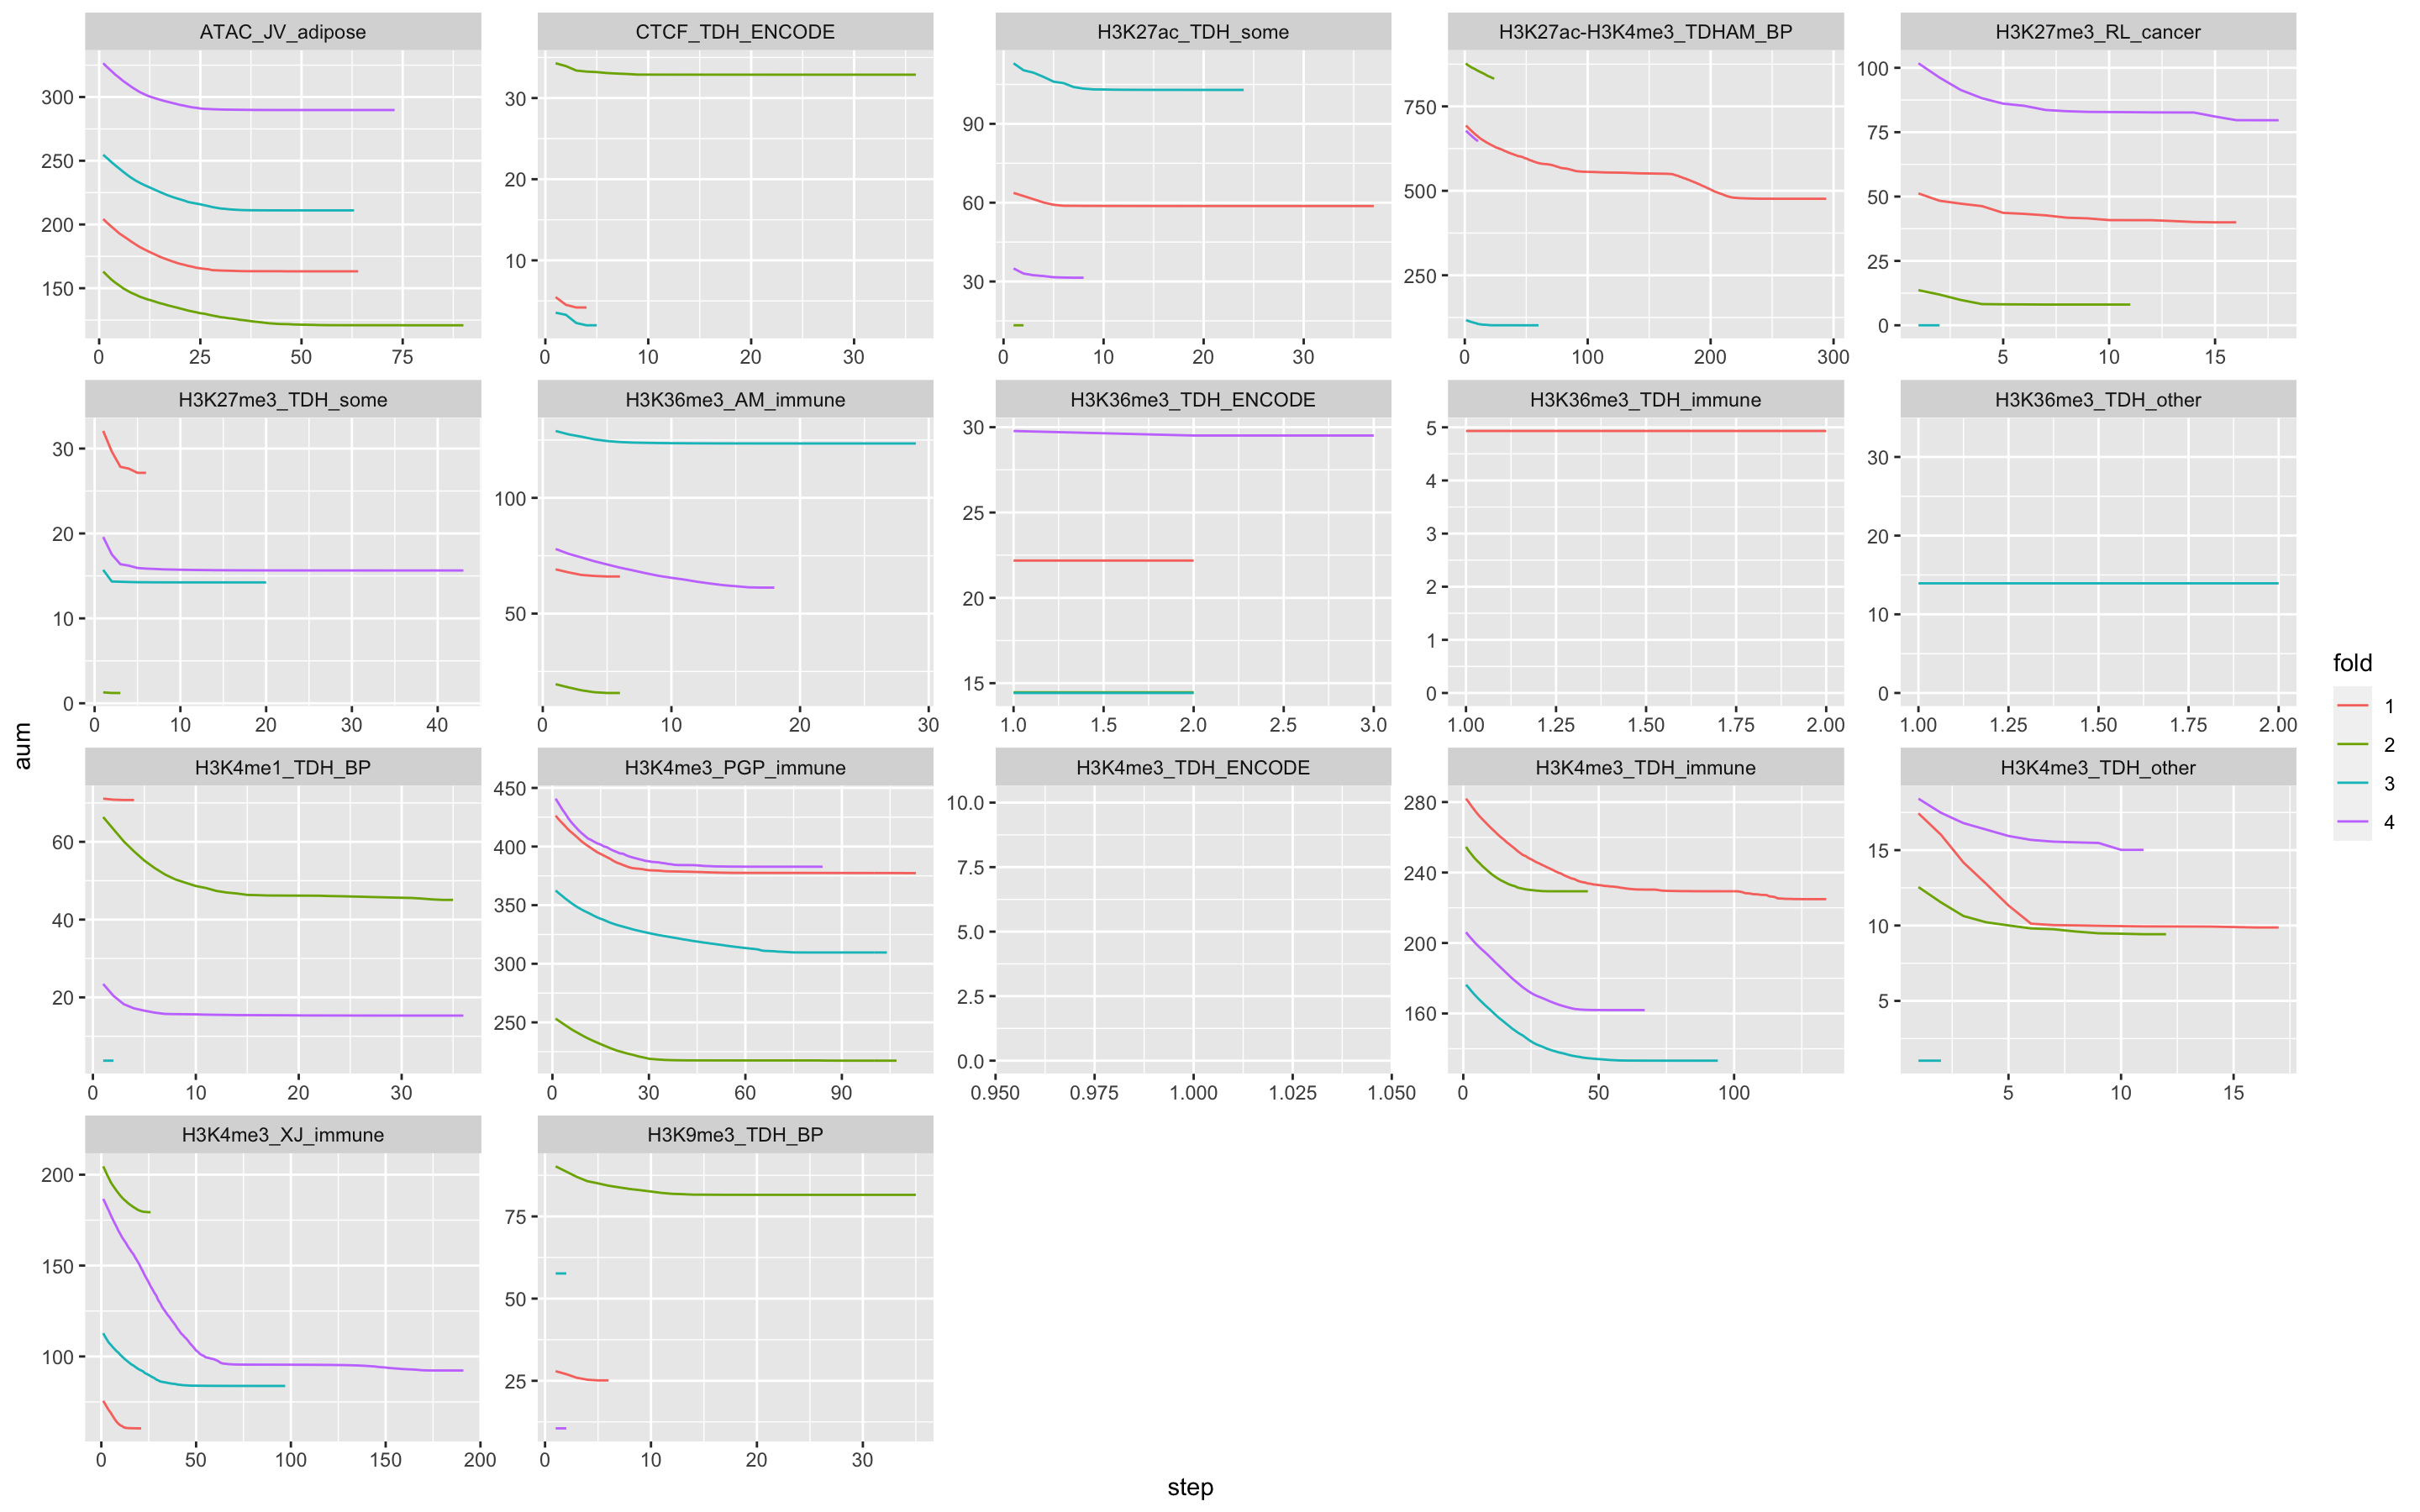 ATAC_JV_adipose
300
250
200
150
0 25 50 75
CTCF_TDH_ENCODE
30
20
10
0 10 20 30
H3K27ac_TDH_some
90
60
30
0 10 20 30
H3K27ac-H3K4me3_TDHAM_BP
750
500
250
0 100 200 300
H3K27me3_RL_cancer
100
75
50
25
0
5 10 15
H3K27me3_TDH_some
30
20
10
0
0 10 20 30 40
H3K36me3_AM_immune
100
50
0 10 20 30
H3K36me3_TDH_ENCODE
30
25
20
15
1.0 1.5 2.0 2.5 3.0
H3K36me3_TDH_immune
5
4
3
2
1
0
1.00 1.25 1.50 1.75 2.00
H3K36me3_TDH_other
30
20
10
0
1.00 1.25 1.50 1.75 2.00
H3K4me1_TDH_BP
60
40
20
0 10 20 30
H3K4me3_PGP_immune
450
400
350
300
250
0 30 60 90
H3K4me3_TDH_ENCODE
10.0
7.5
5.0
2.5
0.0
0.950 0.975 1.000 1.025 1.050
H3K4me3_TDH_immune
280
240
200
160
0 50 100
H3K4me3_TDH_other
15
10
5
5 10 15
H3K4me3_XJ_immune
200
150
100
0 50 100 150 200
H3K9me3_TDH_BP
75
50
25
0 10 20 30
aum
step
fold
1
2
3
4